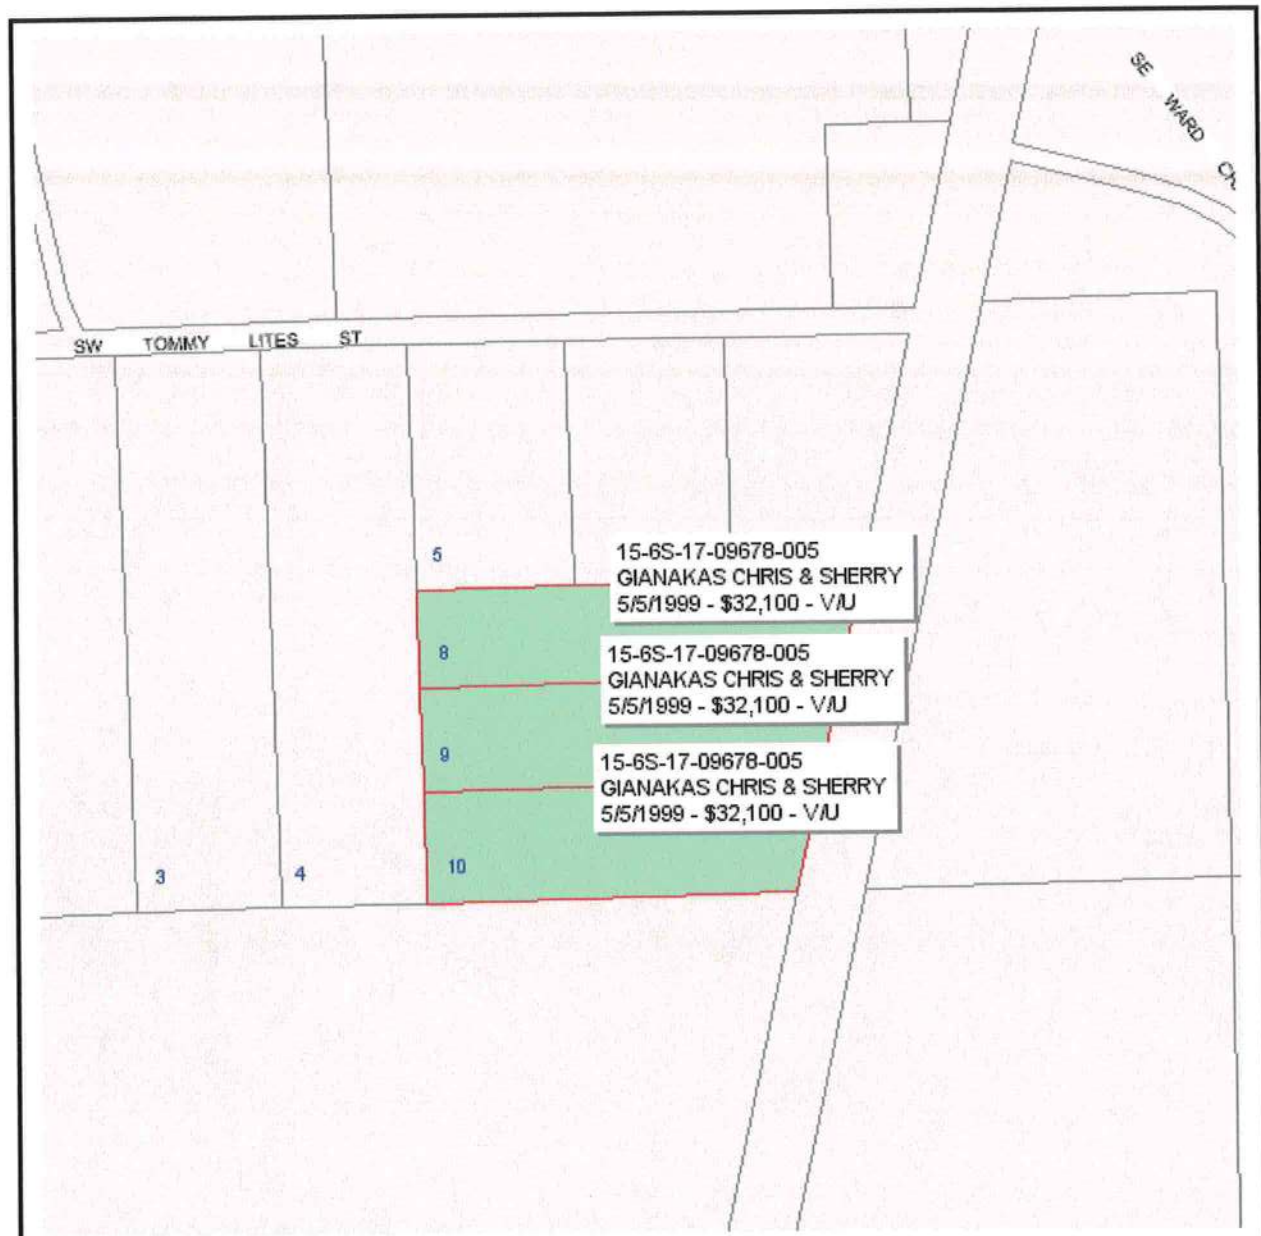 SE WARD
SW TOMMY LITES ST
5
15-6S-17-09678-005
GIANAKAS CHRIS & SHERRY
5/5/1999 - $32,100 - V/U
8
15-6S-17-09678-005
GIANAKAS CHRIS & SHERRY
5/5/1999 - $32,100 - V/U
9
15-6S-17-09678-005
GIANAKAS CHRIS & SHERRY
5/5/1999 - $32,100 - V/U
10
3
4